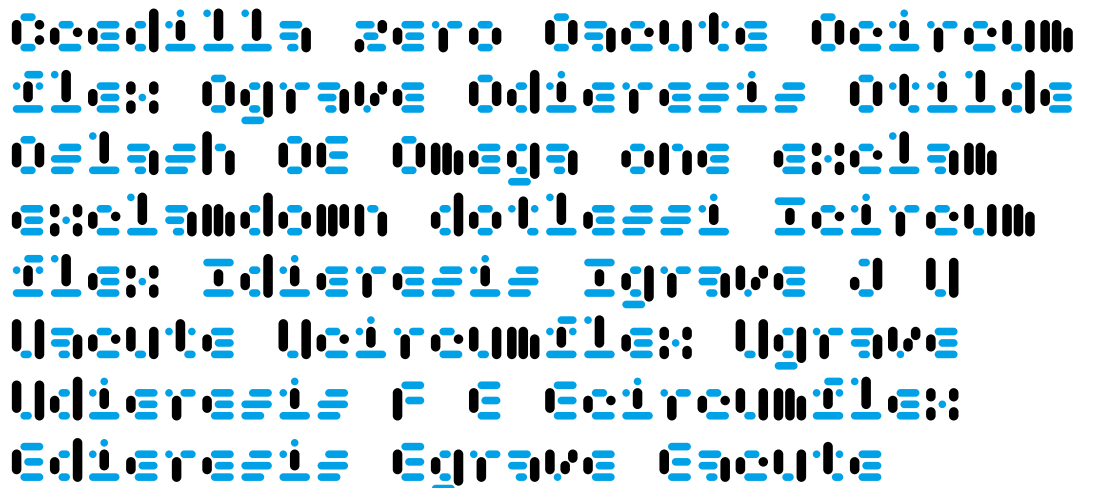 Ccedilla zero Oacute Ocircum
flex Ograve Odieresis Otilde
Oslash OE Omega one exclam
exclamdown dotlessi Icircum
flex Idieresis Igrave J U
Uacute Ucircumflex Ugrave
Udieresis F E Ecircumflex
Edieresis Egrave Eacute